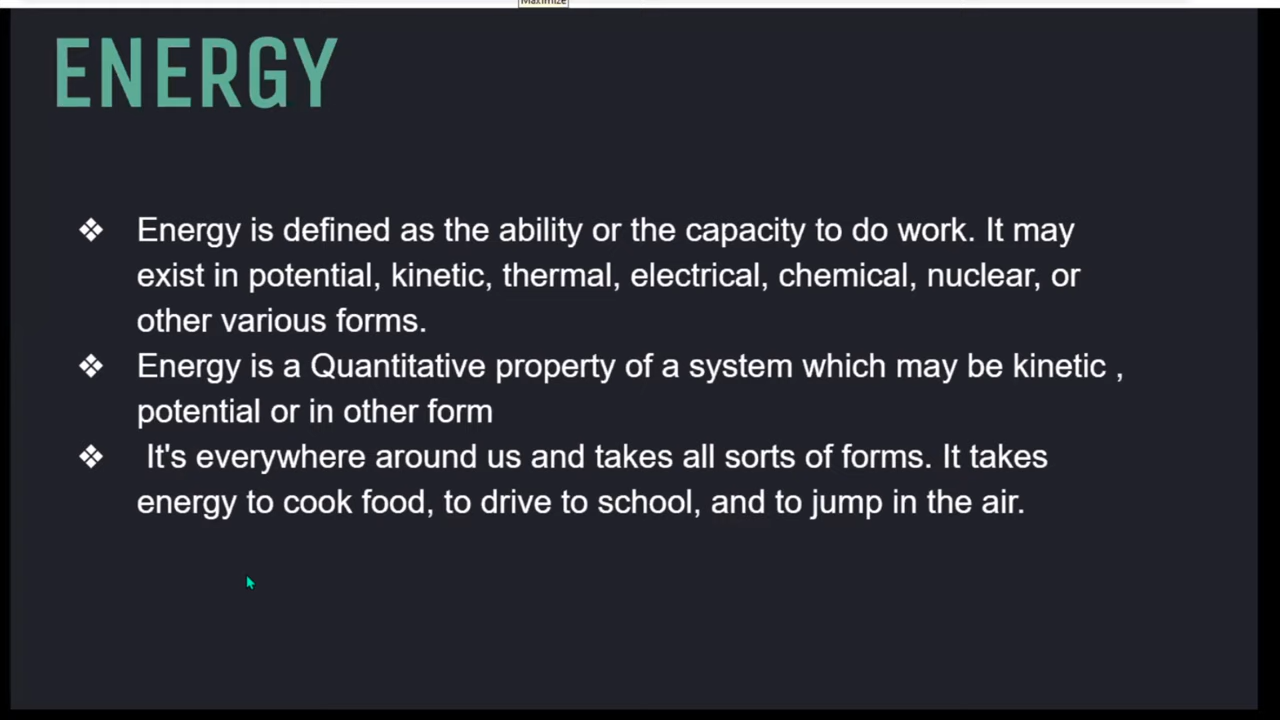 Maximize
ENERGY
❖ Energy is defined as the ability or the capacity to do work. It may
exist in potential, kinetic, thermal, electrical, chemical, nuclear, or
other various forms.
❖ Energy is a Quantitative property of a system which may be kinetic ,
potential or in other form
❖ It's everywhere around us and takes all sorts of forms. It takes
energy to cook food, to drive to school, and to jump in the air.